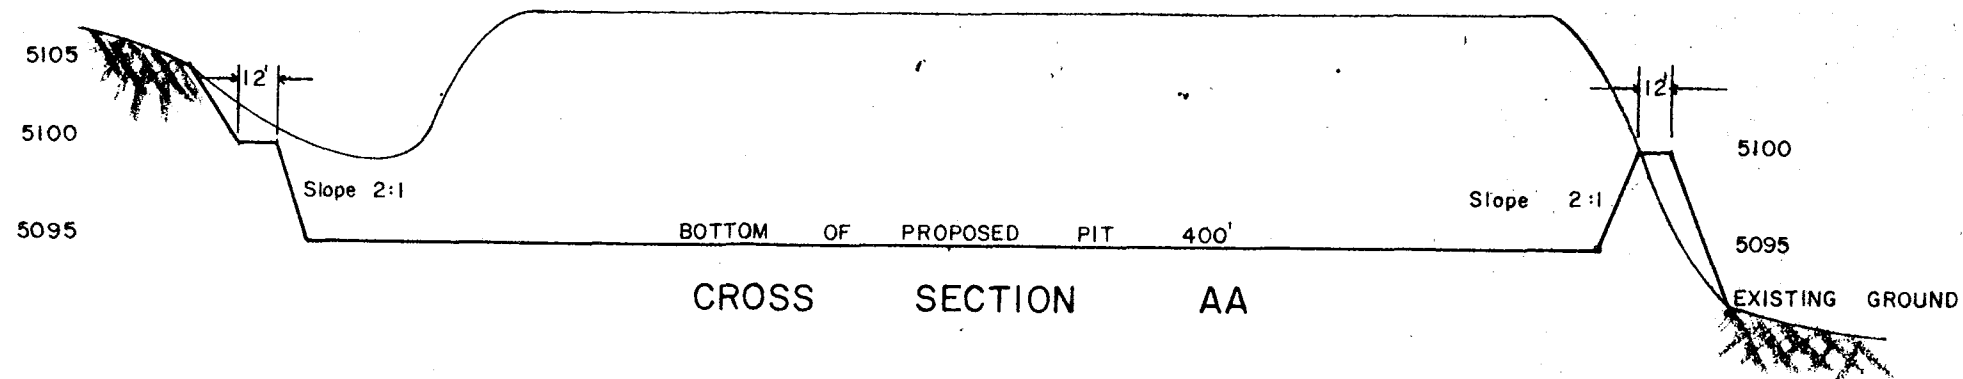 5105
12'
12'
5100
5100
Slope 2:1
Slope 2:1
5095
BOTTOM OF PROPOSED PIT 400'
5095
CROSS SECTION AA
EXISTING GROUND